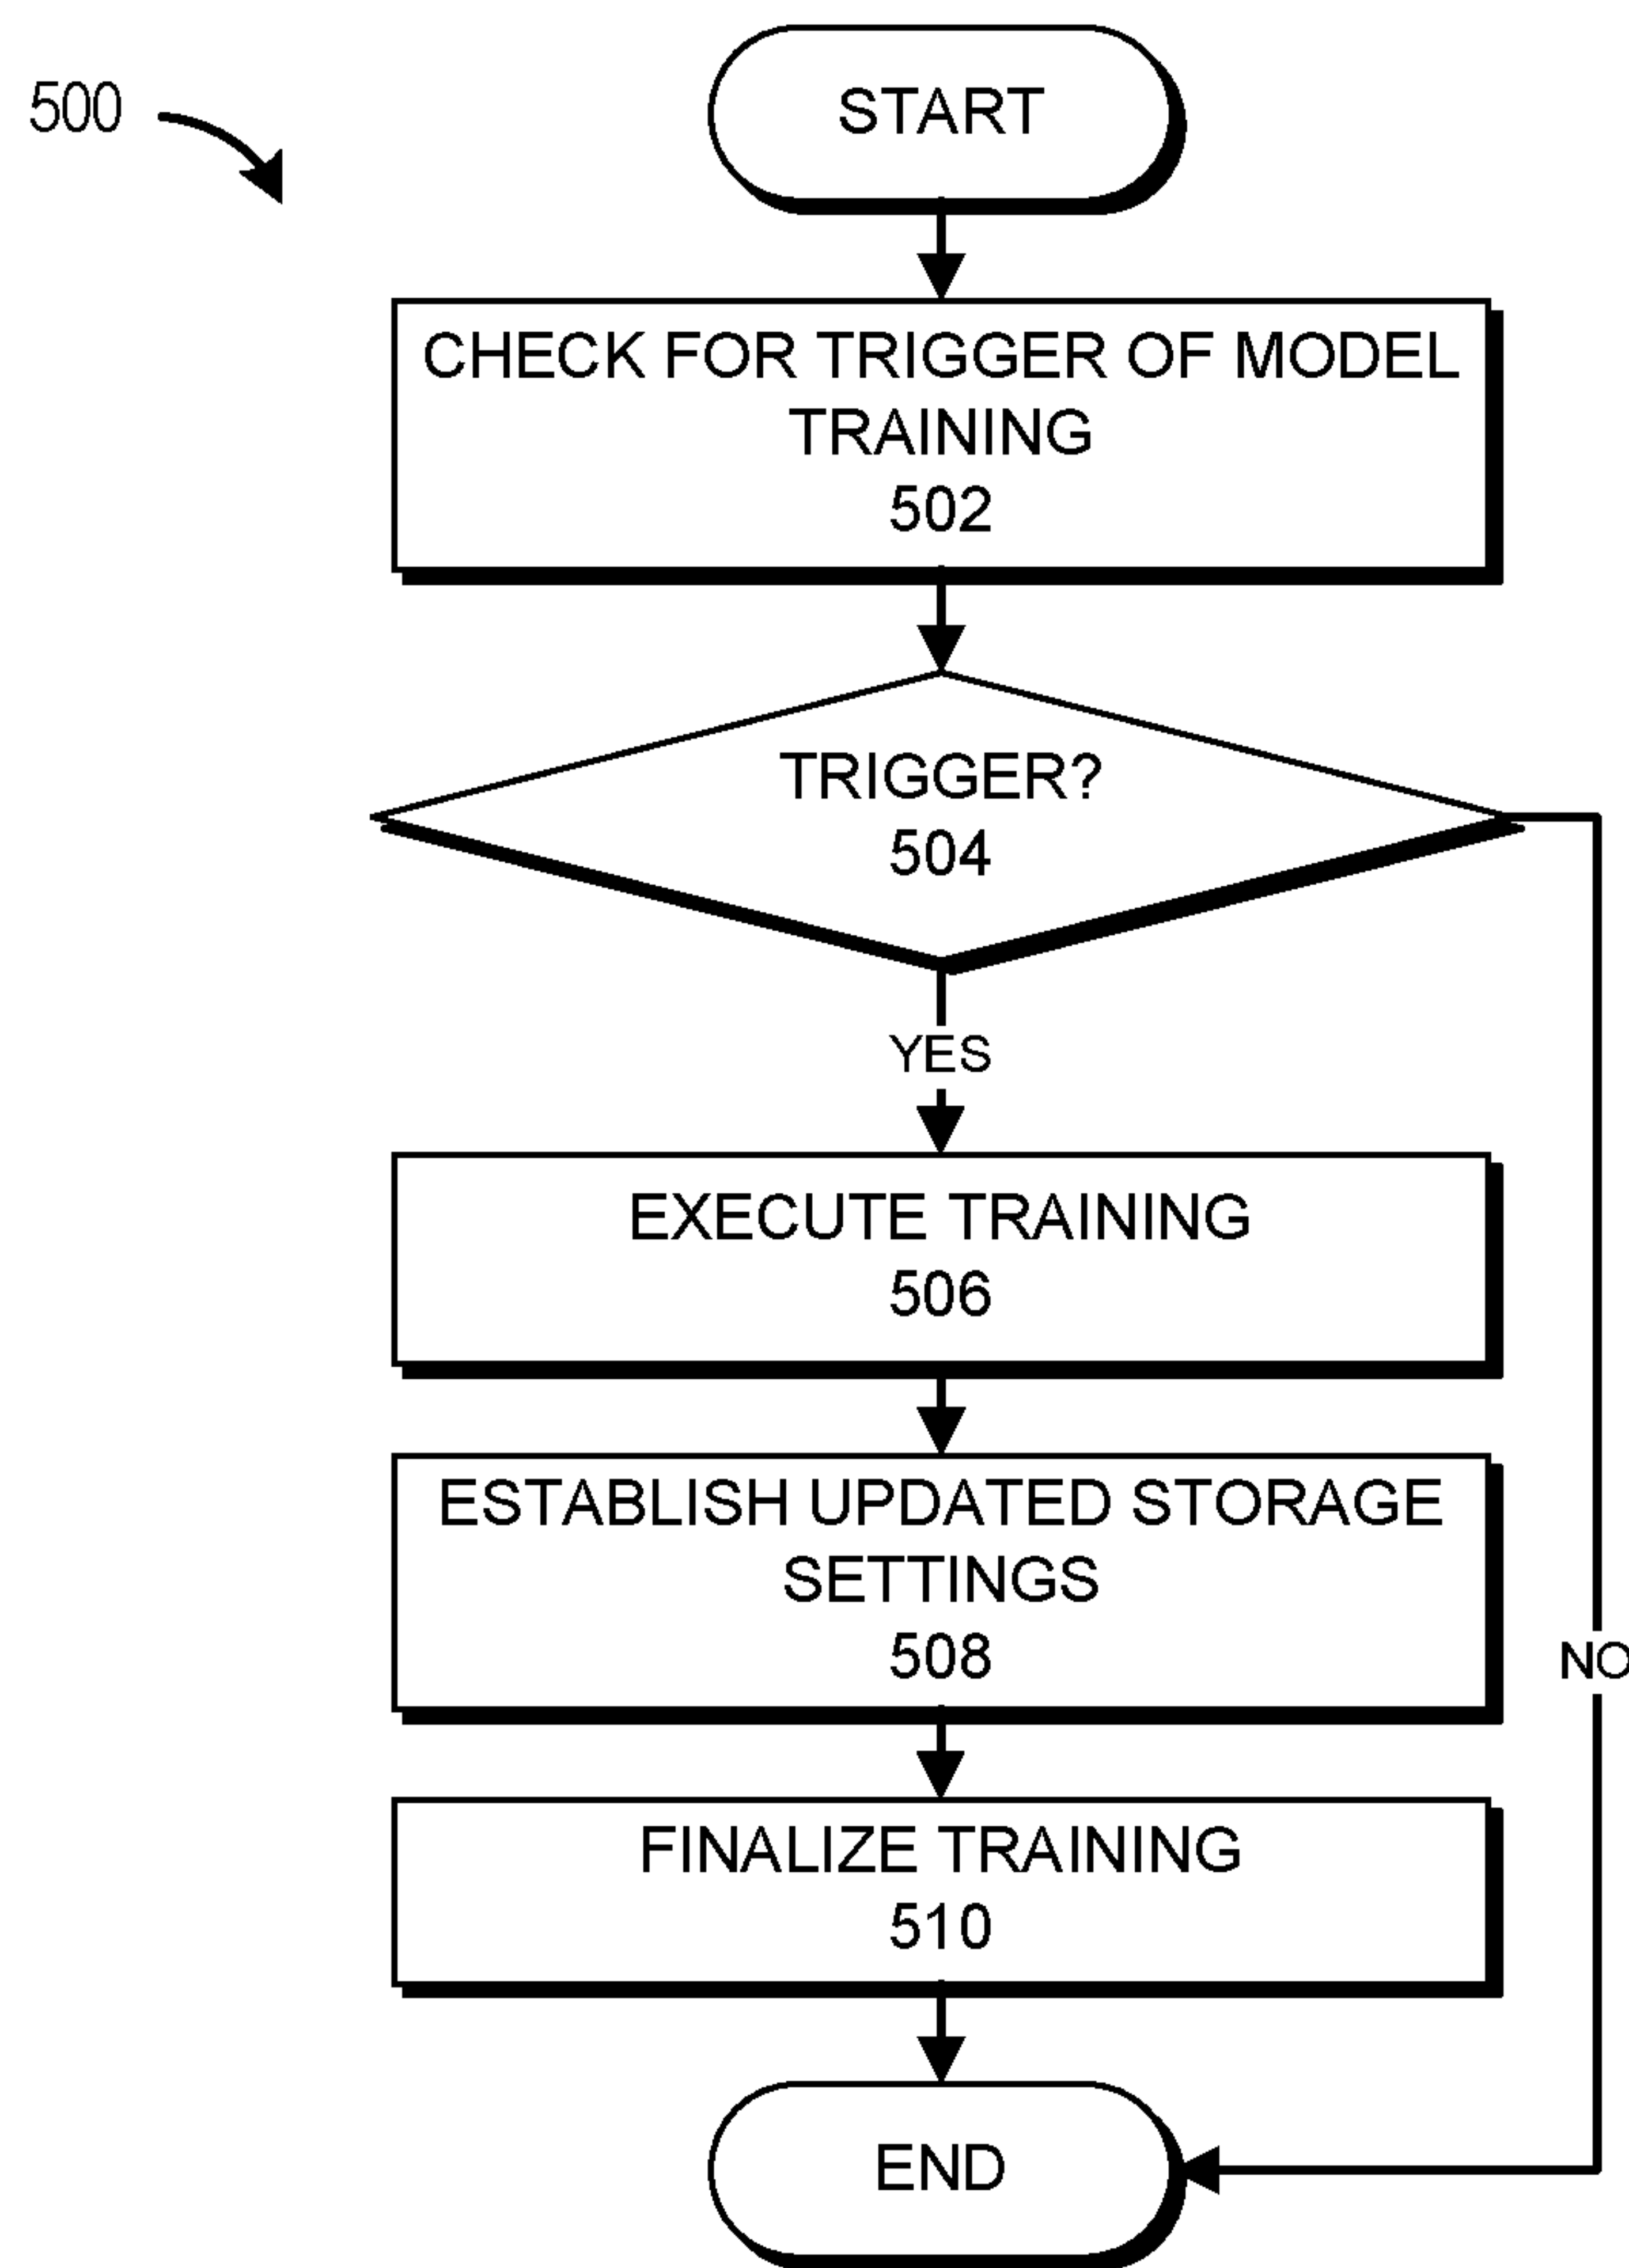 500
START
CHECK FOR TRIGGER OF MODEL
TRAINING
502
TRIGGER?
504
YES
EXECUTE TRAINING
506
ESTABLISH UPDATED STORAGE
SETTINGS
508
NO
FINALIZE TRAINING
510
END